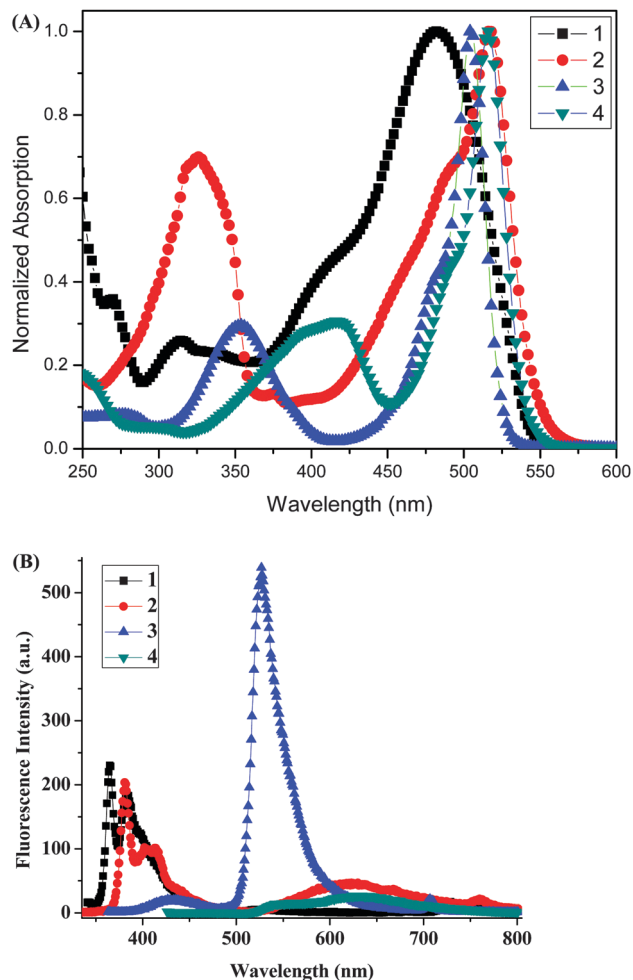 (A)
1
2
3
4
1.0
0.8
0.6
0.4
0.2
0.0
Normalized Absorption
250 300 350 400 450 500 550 600
Wavelength (nm)
(B)
1
2
3
4
500
400
300
200
100
0
Fluorescence Intensity (a.u.)
400 500 600 700 800
Wavelength (nm)